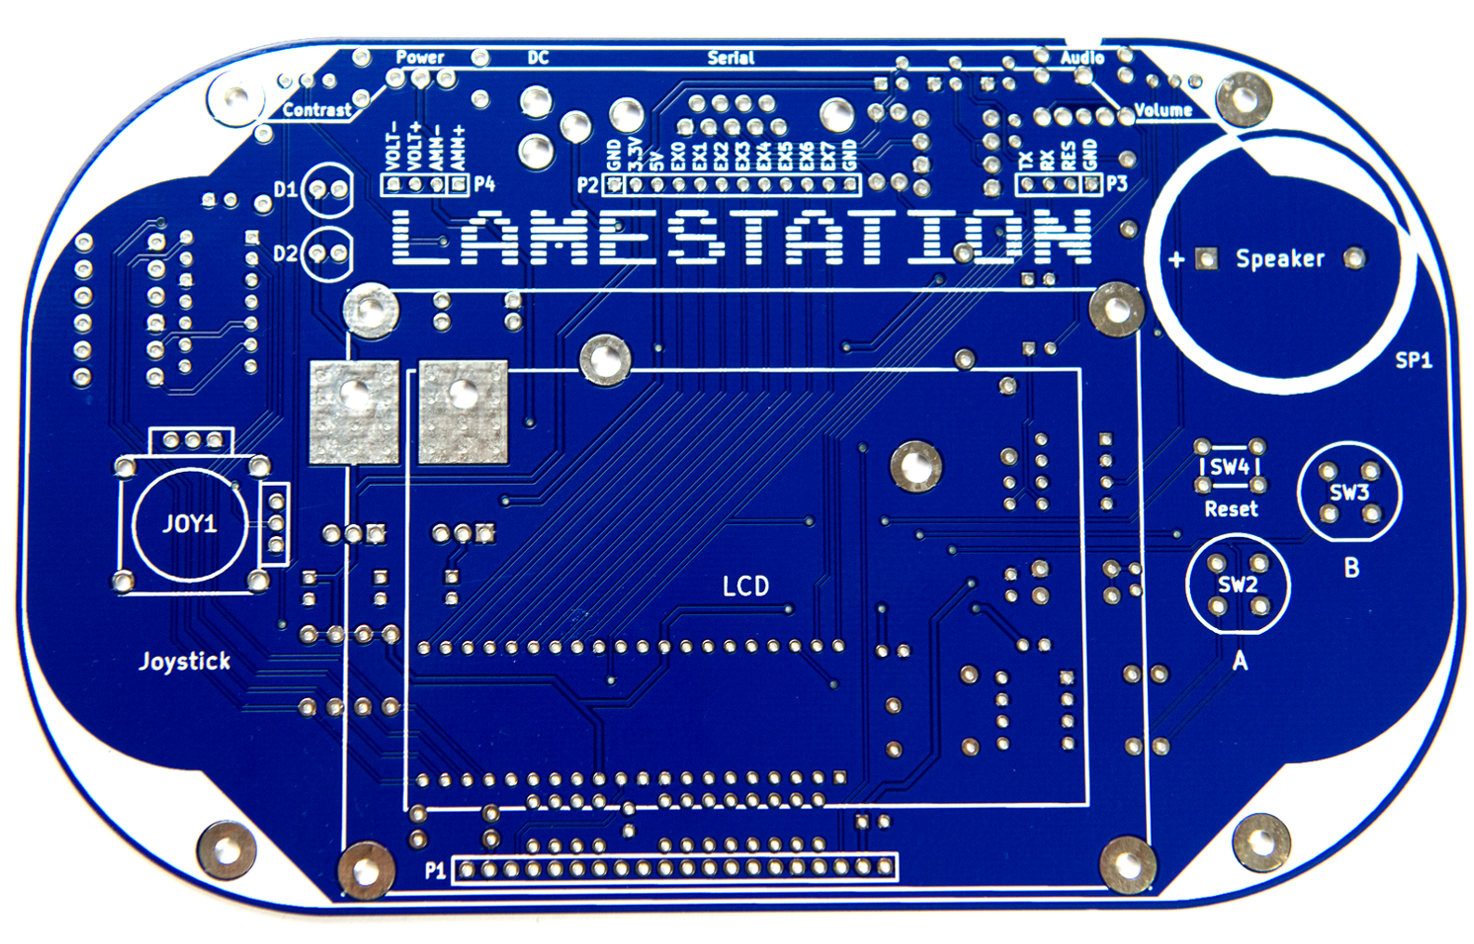 Power
DC
Serial
Audio
Contrast
Volume
VOLT-
VOLT+
AMM-
AMM+
P4
GND
3.3V
5V
EX0
EX1
EX2
EX3
EX4
EX5
EX6
EX7
GND
P2
TX
RX
RES
GND
P3
D1
D2
LAMESTATION
+ Speaker
SP1
JOY1
Joystick
SW4
Reset
SW3
B
SW2
A
LCD
P1